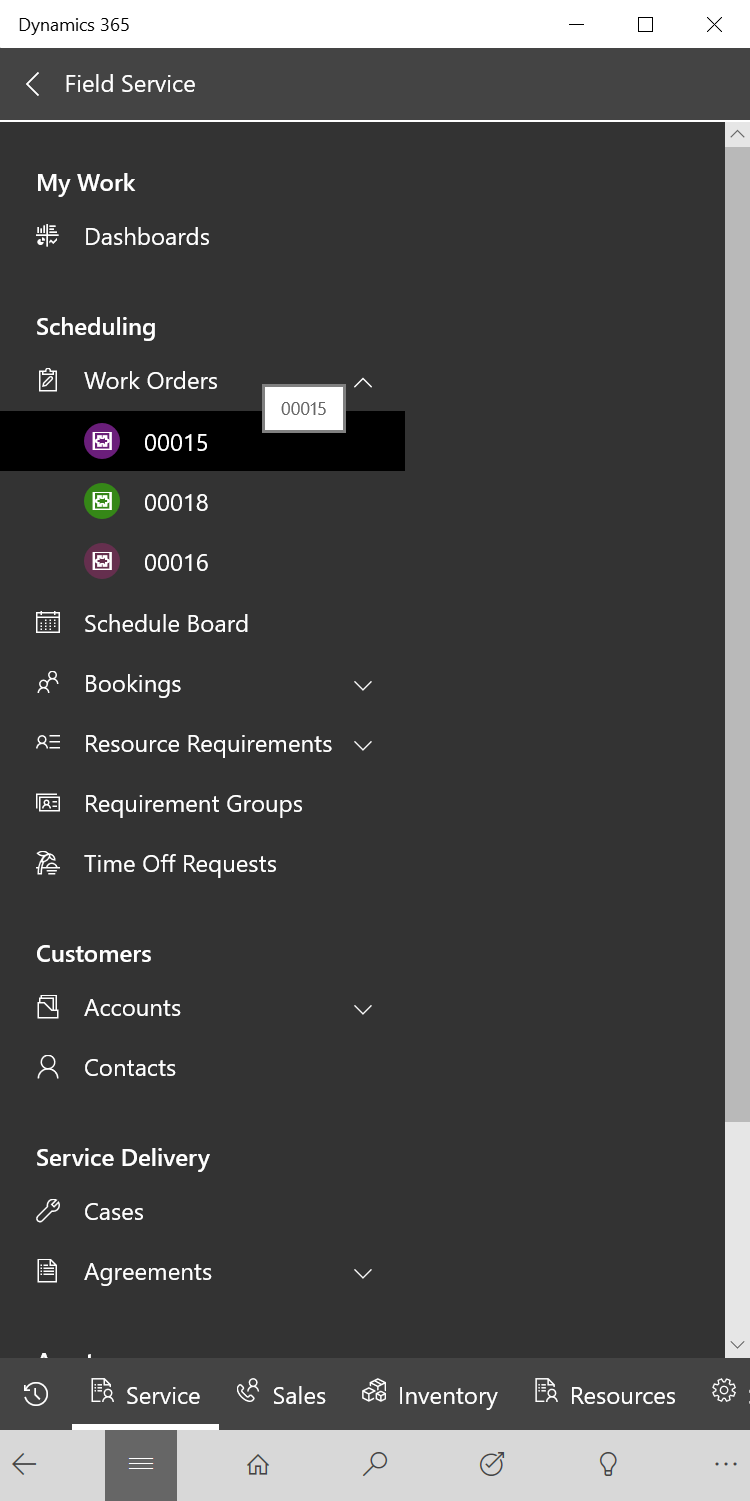 Dynamics 365
Field Service
My Work
Dashboards
Scheduling
Work Orders
00015
00015
00018
00016
Schedule Board
Bookings
Resource Requirements
Requirement Groups
Time Off Requests
Customers
Accounts
Contacts
Service Delivery
Cases
Agreements
Service Sales Inventory Resources